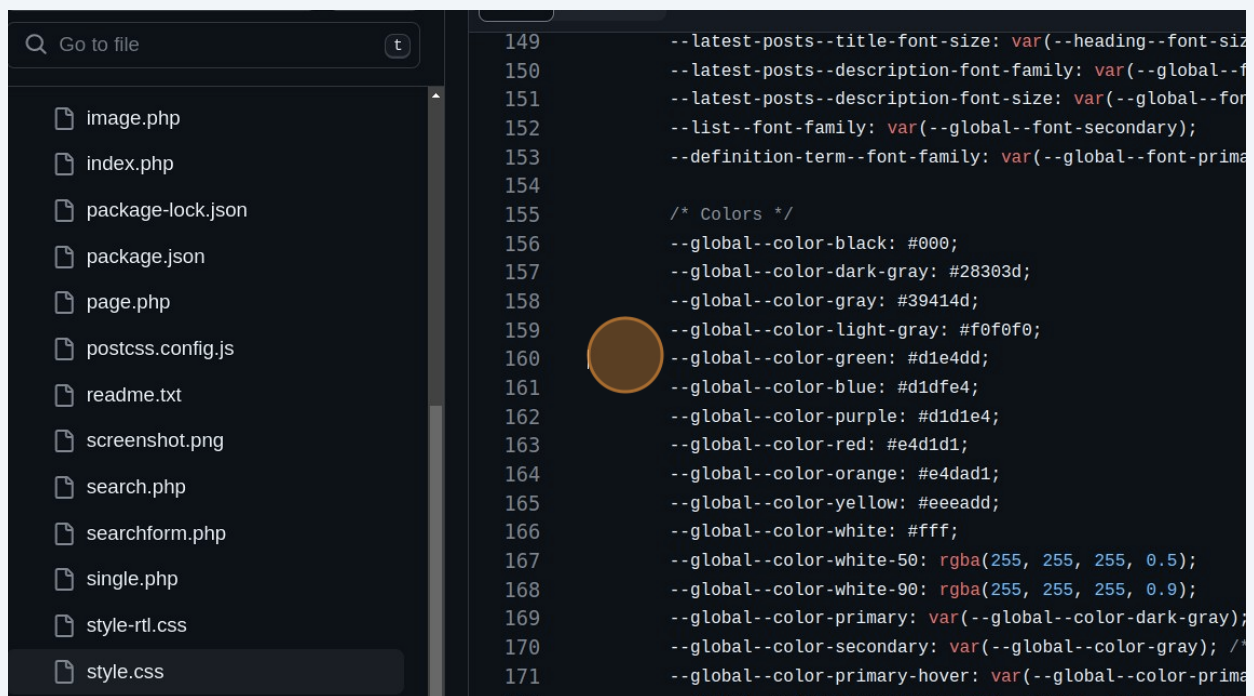 Go to file
t
image.php
index.php
package-lock.json
package.json
page.php
postcss.config.js
readme.txt
screenshot.png
search.php
searchform.php
single.php
style-rtl.css
style.css
149 --latest-posts--title-font-size: var(--heading--font-siz
150 --latest-posts--description-font-family: var(--global--f
151 --latest-posts--description-font-size: var(--global--fon
152 --list--font-family: var(--global--font-secondary);
153 --definition-term--font-family: var(--global--font-prima
154
155 /* Colors */
156 --global--color-black: #000;
157 --global--color-dark-gray: #28303d;
158 --global--color-gray: #39414d;
159 --global--color-light-gray: #f0f0f0;
160 --global--color-green: #d1e4dd;
161 --global--color-blue: #d1dfe4;
162 --global--color-purple: #d1d1e4;
163 --global--color-red: #e4d1d1;
164 --global--color-orange: #e4dad1;
165 --global--color-yellow: #eeeadd;
166 --global--color-white: #fff;
167 --global--color-white-50: rgba(255, 255, 255, 0.5);
168 --global--color-white-90: rgba(255, 255, 255, 0.9);
169 --global--color-primary: var(--global--color-dark-gray);
170 --global--color-secondary: var(--global--color-gray); /*
171 --global--color-primary-hover: var(--global--color-prima